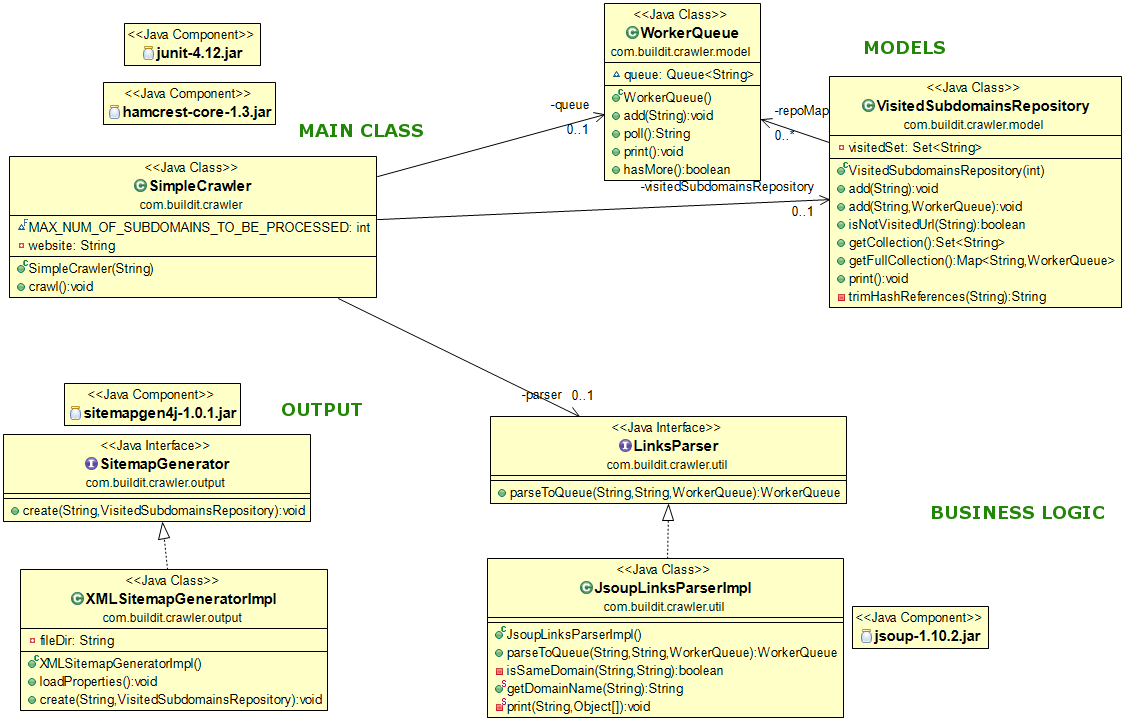 <<Java Component>>
junit-4.12.jar
<<Java Component>>
hamcrest-core-1.3.jar
MAIN CLASS
<<Java Class>>
SimpleCrawler
com.buildit.crawler
MAX_NUM_OF_SUBDOMAINS_TO_BE_PROCESSED: int
website: String
SimpleCrawler(String)
crawl():void
-queue
0..1
<<Java Class>>
WorkerQueue
com.buildit.crawler.model
queue: Queue<String>
WorkerQueue()
add(String):void
poll():String
print():void
hasMore():boolean
MODELS
-repoMap
0..*
-visitedSubdomainsRepository
0..1
<<Java Class>>
VisitedSubdomainsRepository
com.buildit.crawler.model
visitedSet: Set<String>
VisitedSubdomainsRepository(int)
add(String):void
add(String,WorkerQueue):void
isNotVisitedUrl(String):boolean
getCollection():Set<String>
getFullCollection():Map<String,WorkerQueue>
print():void
trimHashReferences(String):String
-parser 0..1
<<Java Component>>
sitemapgen4j-1.0.1.jar
OUTPUT
<<Java Interface>>
SitemapGenerator
com.buildit.crawler.output
create(String,VisitedSubdomainsRepository):void
<<Java Class>>
XMLSitemapGeneratorImpl
com.buildit.crawler.output
fileDir: String
XMLSitemapGeneratorImpl()
loadProperties():void
create(String,VisitedSubdomainsRepository):void
<<Java Interface>>
LinksParser
com.buildit.crawler.util
parseToQueue(String,String,WorkerQueue):WorkerQueue
BUSINESS LOGIC
<<Java Class>>
JsoupLinksParserImpl
com.buildit.crawler.util
JsoupLinksParserImpl()
parseToQueue(String,String,WorkerQueue):WorkerQueue
isSameDomain(String,String):boolean
getDomainName(String):String
print(String,Object[]):void
<<Java Component>>
jsoup-1.10.2.jar